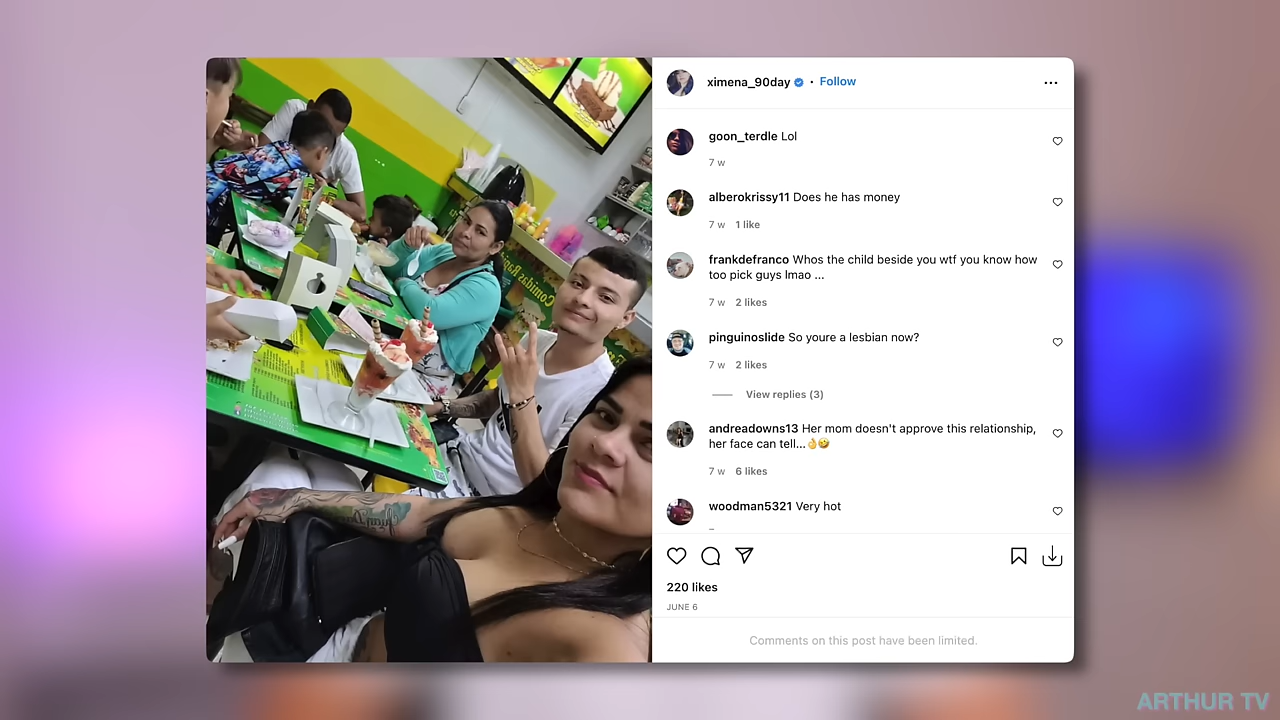 ximena_90day • Follow
goon_terdle Lol
7 w
alberokrissy11 Does he has money
7 w 1 like
frankdefranco Whos the child beside you wtf you know how
too pick guys lmao ...
7 w 2 likes
pinguinoslide So youre a lesbian now?
7 w 2 likes
View replies (3)
andreadowns13 Her mom doesn't approve this relationship,
her face can tell...👌🤣
7 w 6 likes
woodman5321 Very hot
220 likes
JUNE 6
Comments on this post have been limited.
Comidas Rapidas
ARTHUR TV